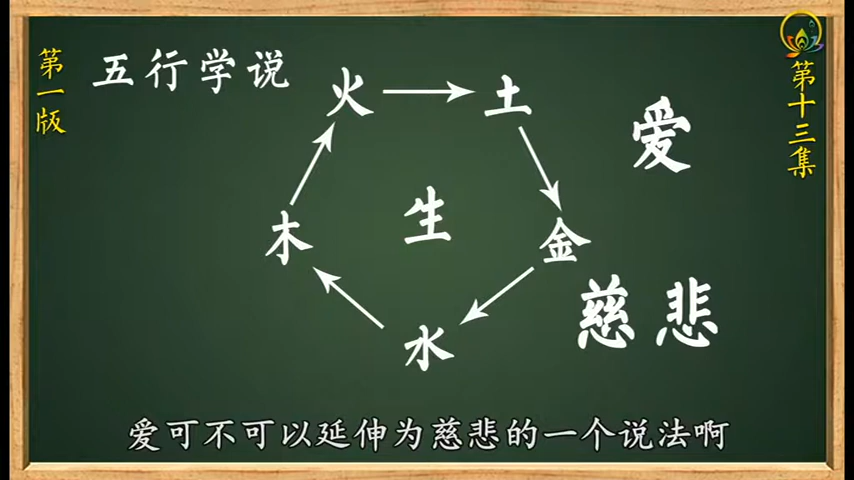 第一版
五行学说
第十三集
火
土
爱
生
木
金
慈悲
水
爱可不可以延伸为慈悲的一个说法啊